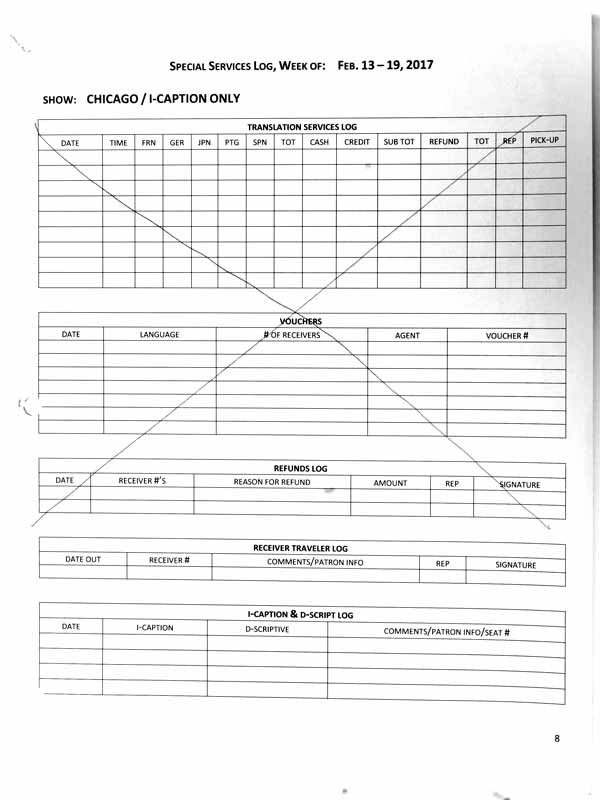 SPECIAL SERVICES LOG, WEEK OF: FEB. 13 – 19, 2017
SHOW: CHICAGO / I-CAPTION ONLY
TRANSLATION SERVICES LOG
DATE TIME FRN GER JPN PTG SPN TOT CASH CREDIT SUB TOT REFUND TOT REP PICK-UP
VOUCHERS
DATE LANGUAGE # OF RECEIVERS AGENT VOUCHER #
REFUNDS LOG
DATE RECEIVER #'S REASON FOR REFUND AMOUNT REP SIGNATURE
RECEIVER TRAVELER LOG
DATE OUT RECEIVER # COMMENTS/PATRON INFO REP SIGNATURE
I-CAPTION & D-SCRIPT LOG
DATE I-CAPTION D-SCRIPTIVE COMMENTS/PATRON INFO/SEAT #
8